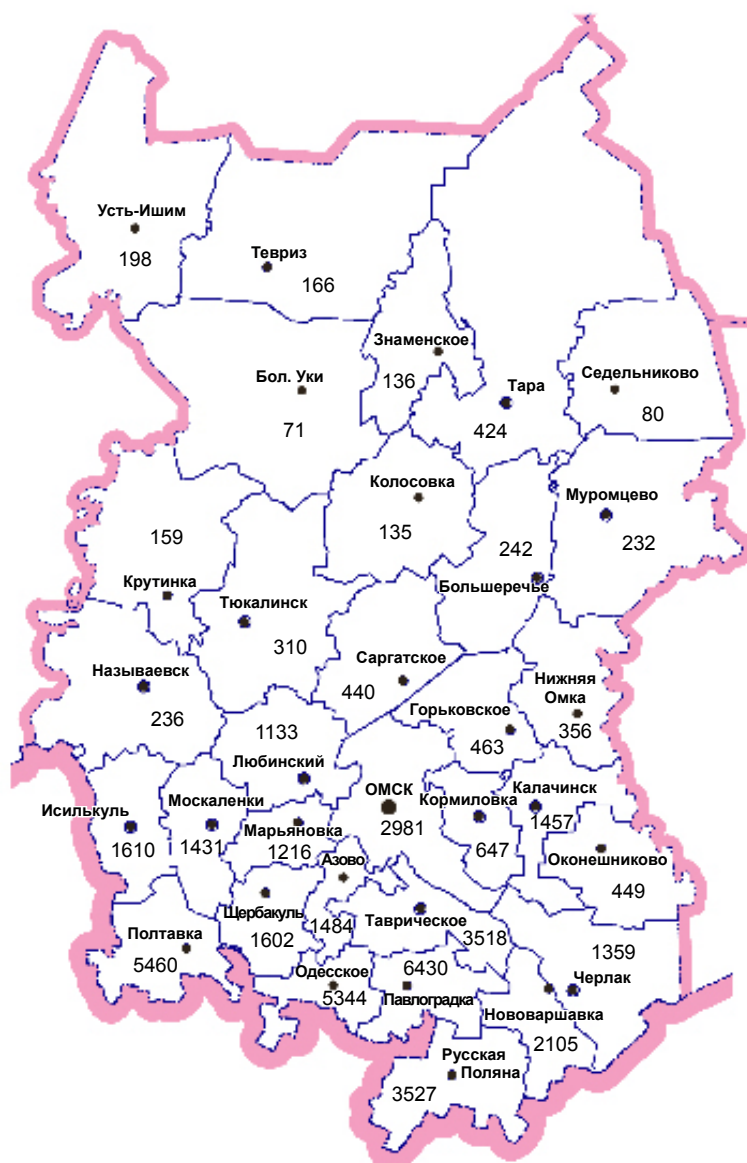 Усть-Ишим
198
Тевриз
166
Знаменское
136
Бол. Уки
71
Тара
424
Седельниково
80
Колосовка
135
Муромцево
232
159
Крутинка
242
Большеречье
Тюкалинск
310
Саргатское
440
Называевск
236
Нижняя
Омка
356
Горьковское
463
1133
Любинский
ОМСК
2981
Кормиловка
647
Калачинск
1457
Исилькуль
1610
Москаленки
1431
Марьяновка
1216
Оконешниково
449
Азово
1484
Щербакуль
1602
Таврическое
3518
Полтавка
5460
Одесское
5344
6430
Павлоградка
1359
Черлак
Нововаршавка
2105
Русская
Поляна
3527